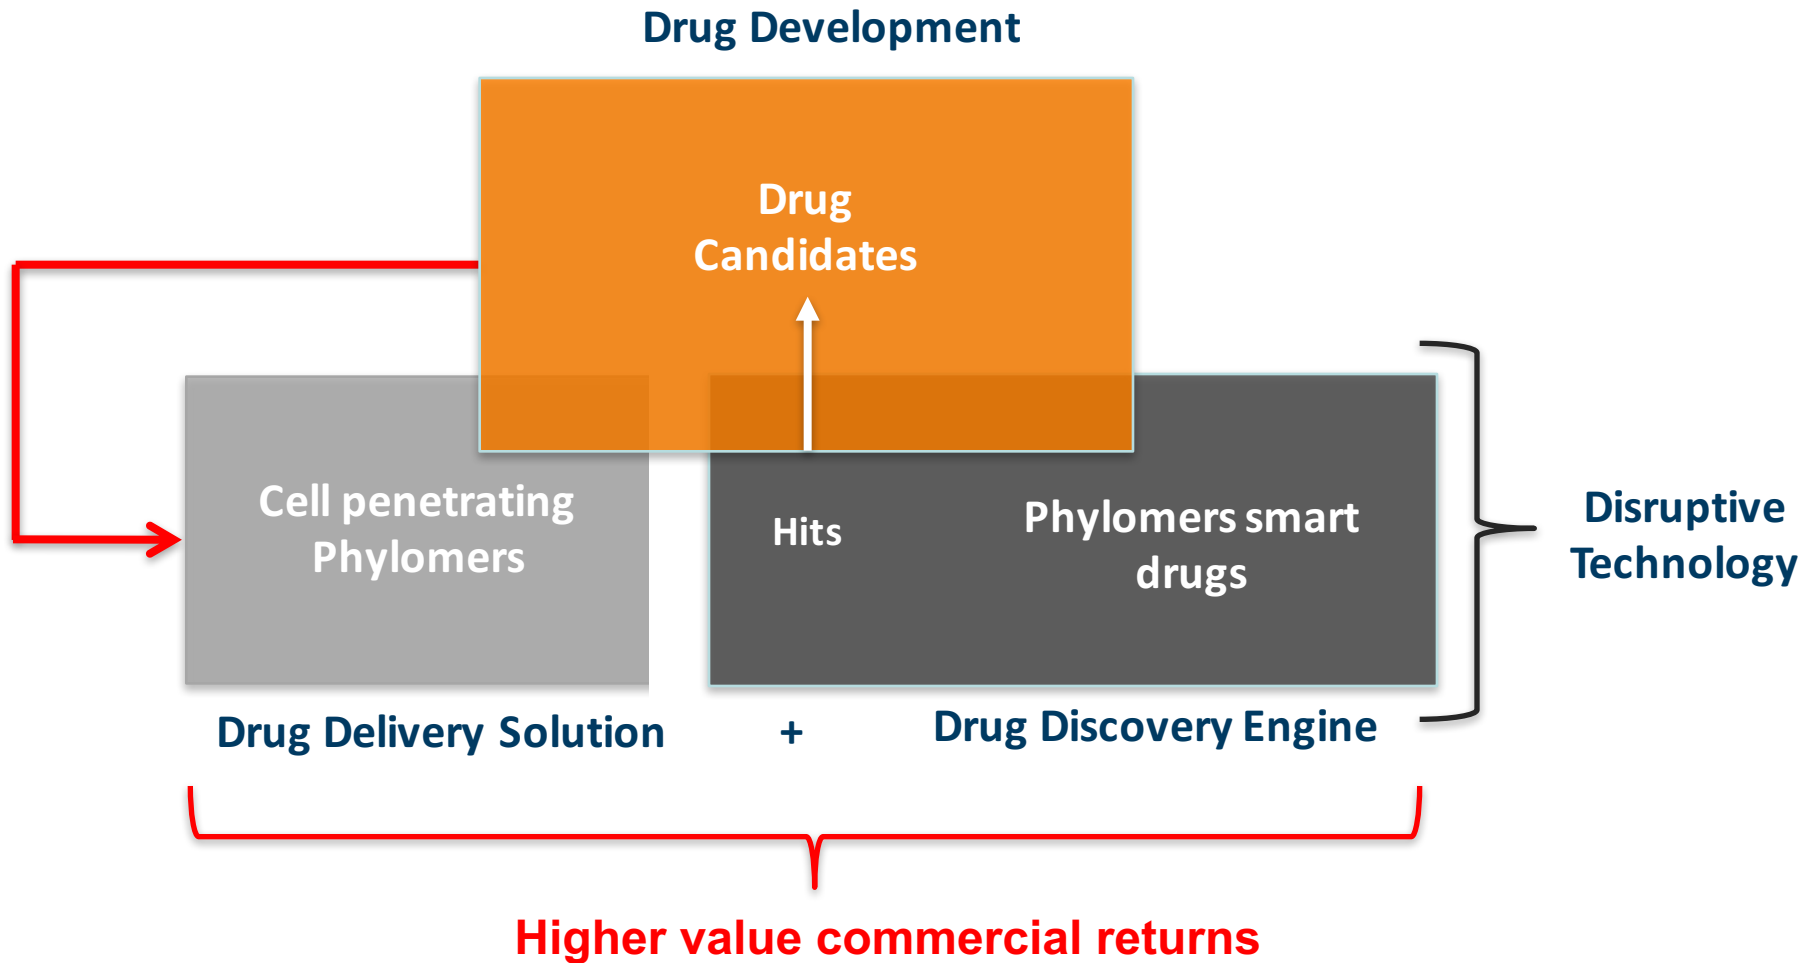 Drug Development
Drug
Candidates
Cell penetrating
Phylomers
Hits
Phylomers smart
drugs
Disruptive
Technology
Drug Delivery Solution + Drug Discovery Engine
Higher value commercial returns